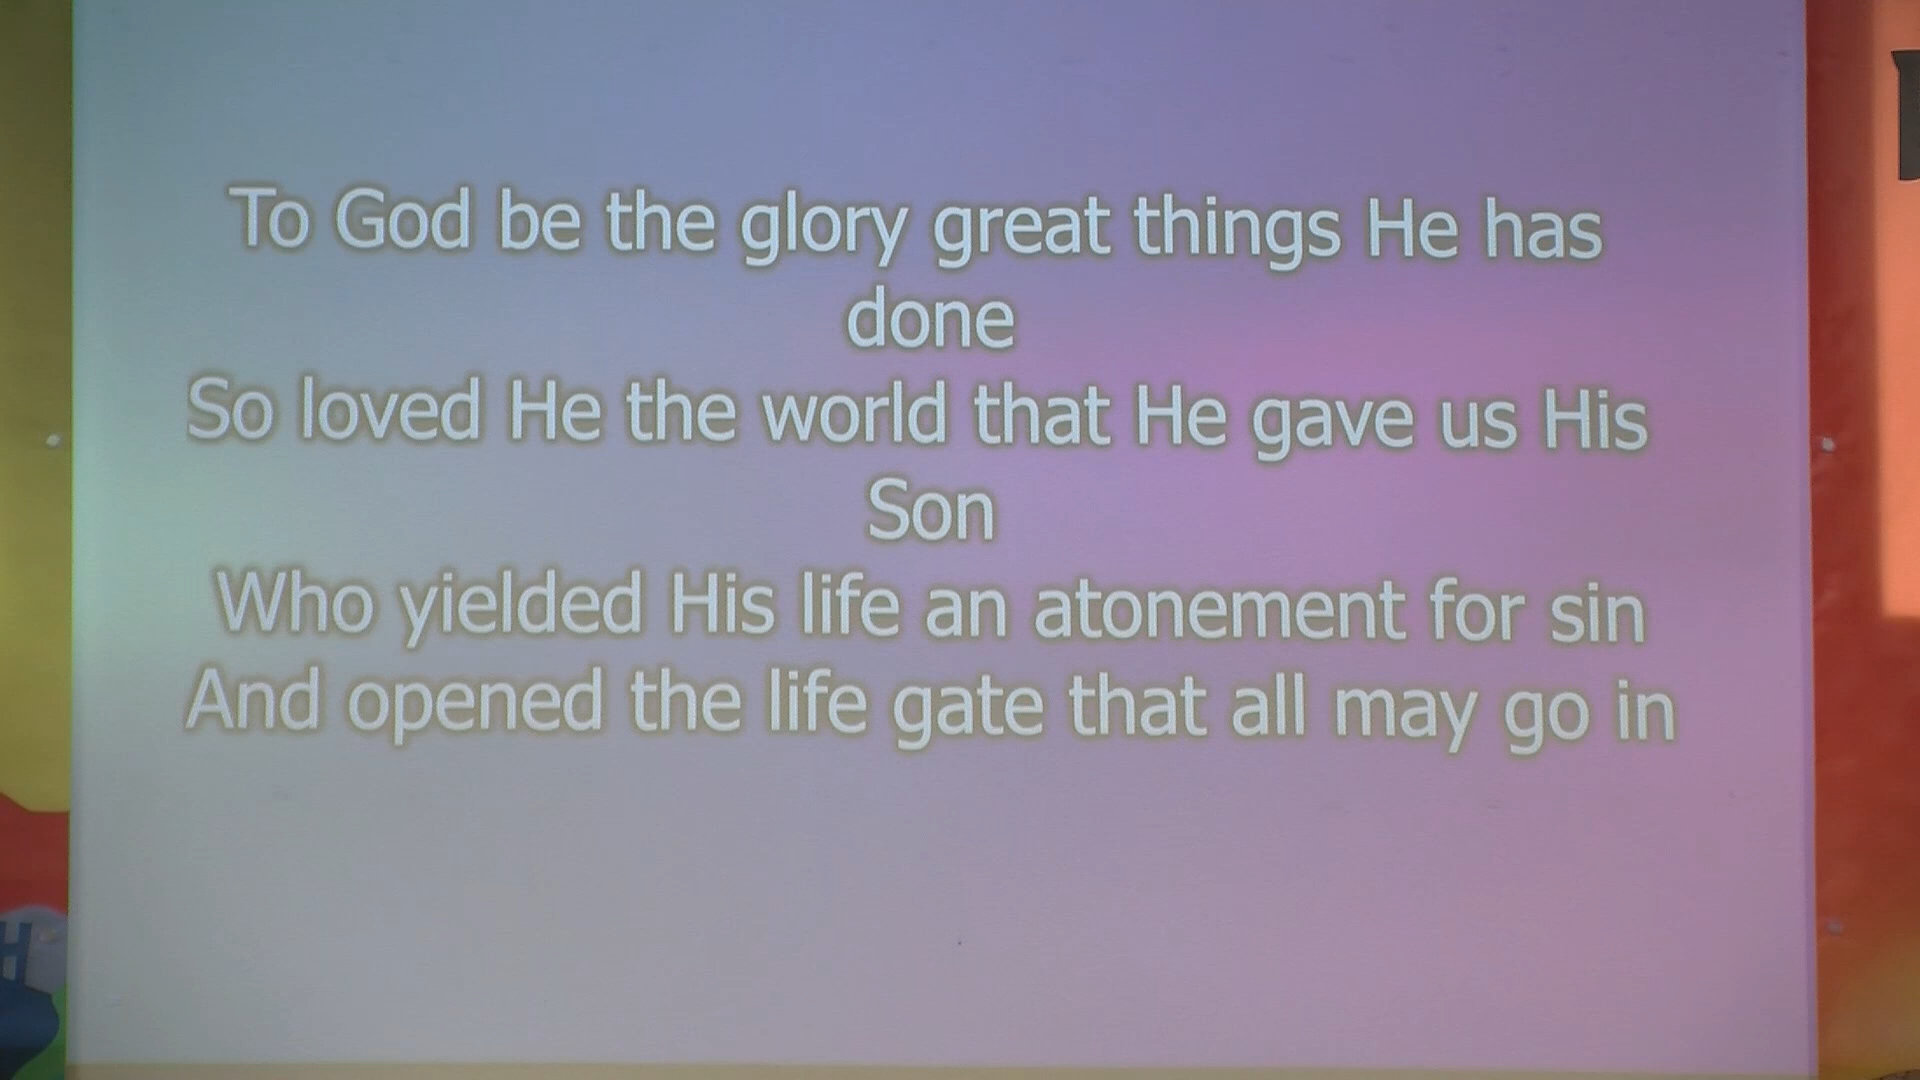 To God be the glory great things He has
done
So loved He the world that He gave us His
Son
Who yielded His life an atonement for sin
And opened the life gate that all may go in